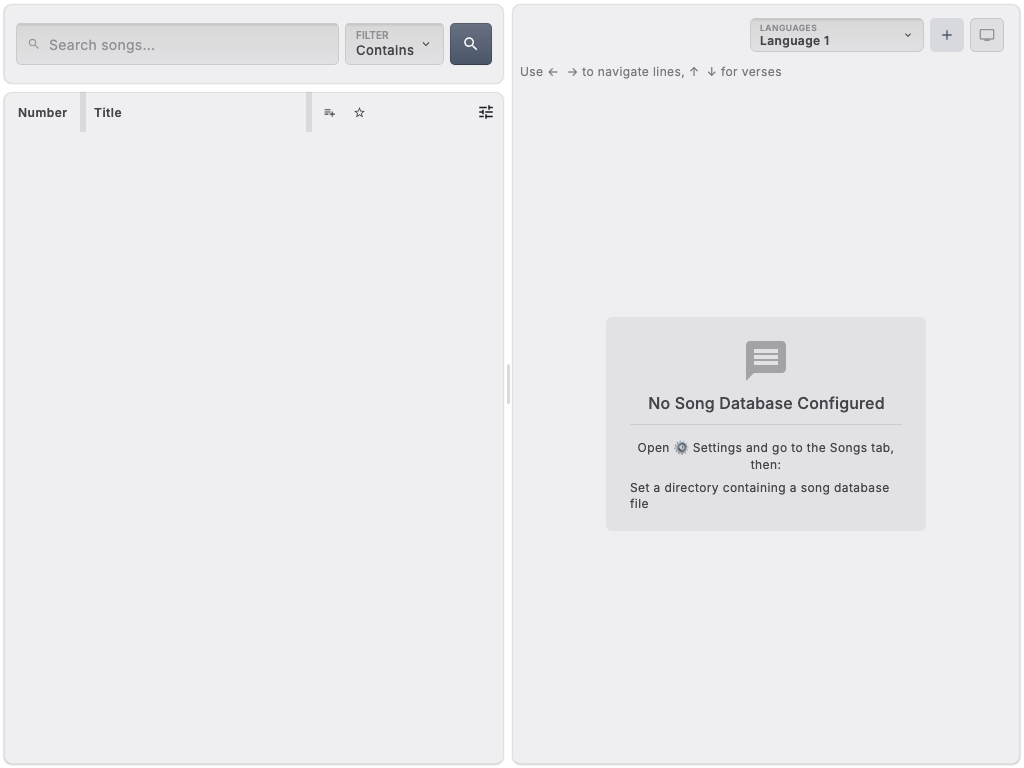 Search songs...
FILTER
Contains
Number
Title
LANGUAGES
Language 1
Use ← → to navigate lines, ↑ ↓ for verses
No Song Database Configured
Open ⚙️ Settings and go to the Songs tab,
then:
Set a directory containing a song database
file